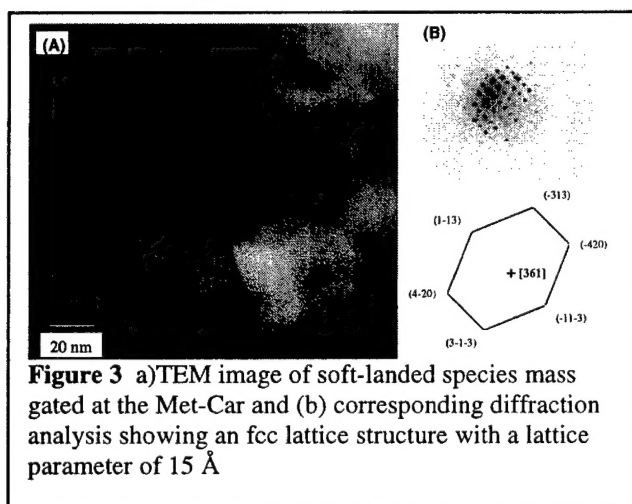 (A)
20 nm
(B)
(-313)
(1-13)
(-420)
+ [361]
(4-20)
(-11-3)
(3-1-3)
Figure 3 a)TEM image of soft-landed species mass
gated at the Met-Car and (b) corresponding diffraction
analysis showing an fcc lattice structure with a lattice
parameter of 15 Å